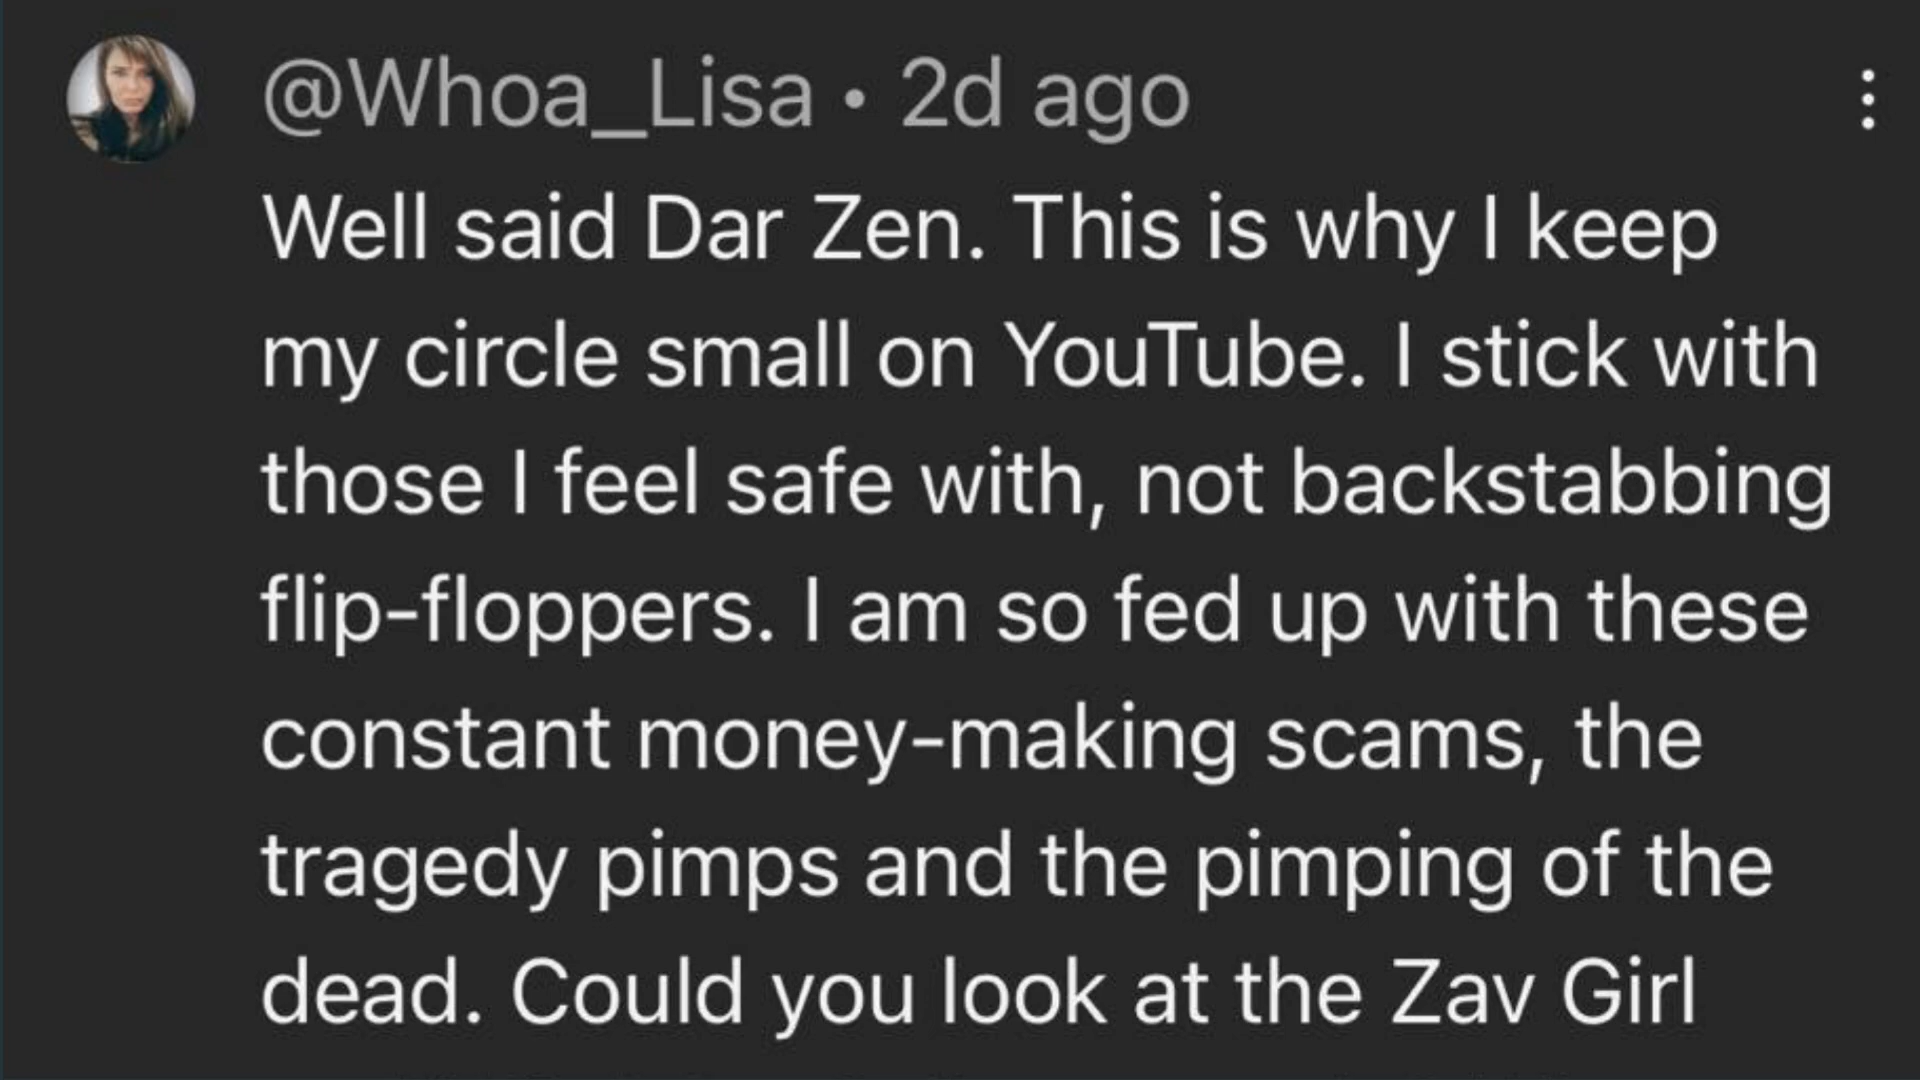 @Whoa_Lisa • 2d ago
Well said Dar Zen. This is why I keep
my circle small on YouTube. I stick with
those I feel safe with, not backstabbing
flip-floppers. I am so fed up with these
constant money-making scams, the
tragedy pimps and the pimping of the
dead. Could you look at the Zav Girl